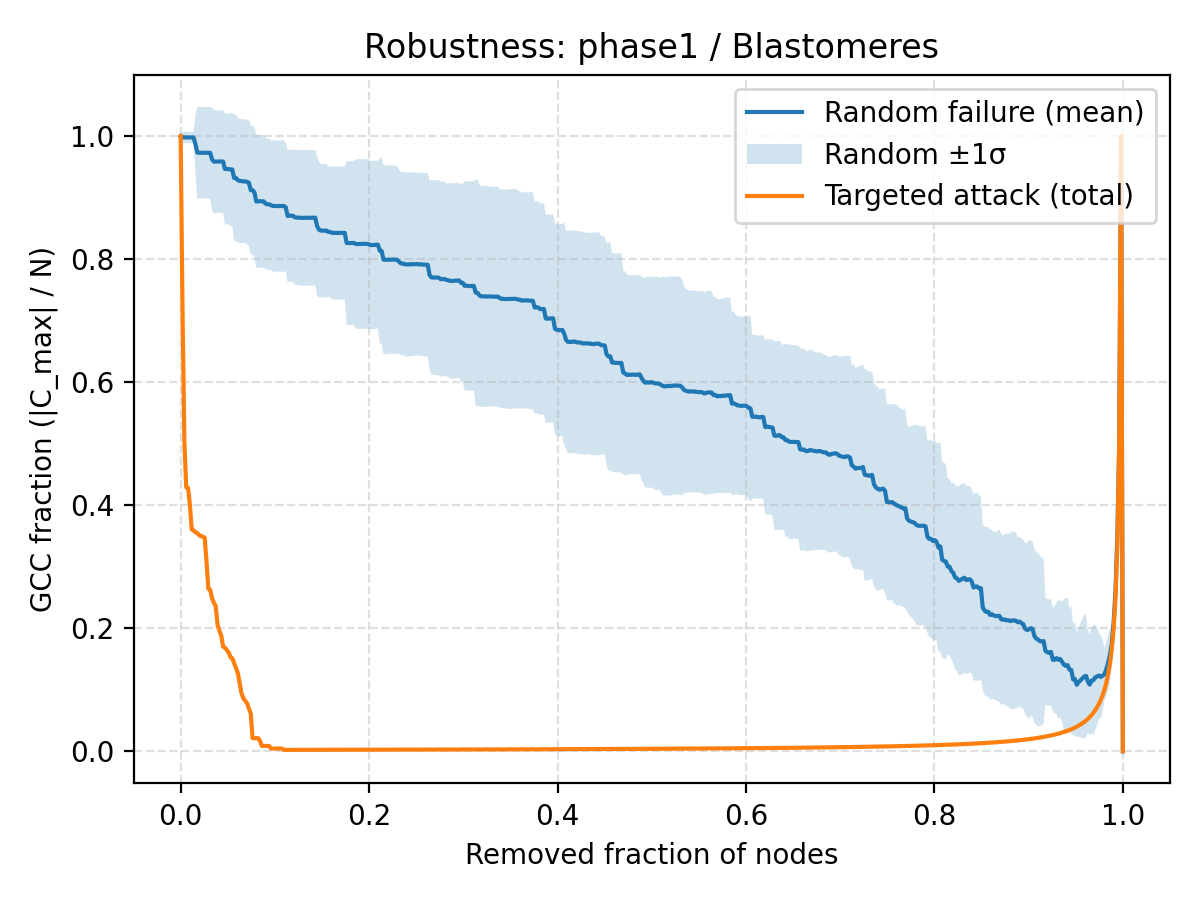 Robustness: phase1 / Blastomeres
GCC fraction (|C_max| / N)
1.0
0.8
0.6
0.4
0.2
0.0
Random failure (mean)
Random ±1σ
Targeted attack (total)
0.0 0.2 0.4 0.6 0.8 1.0
Removed fraction of nodes